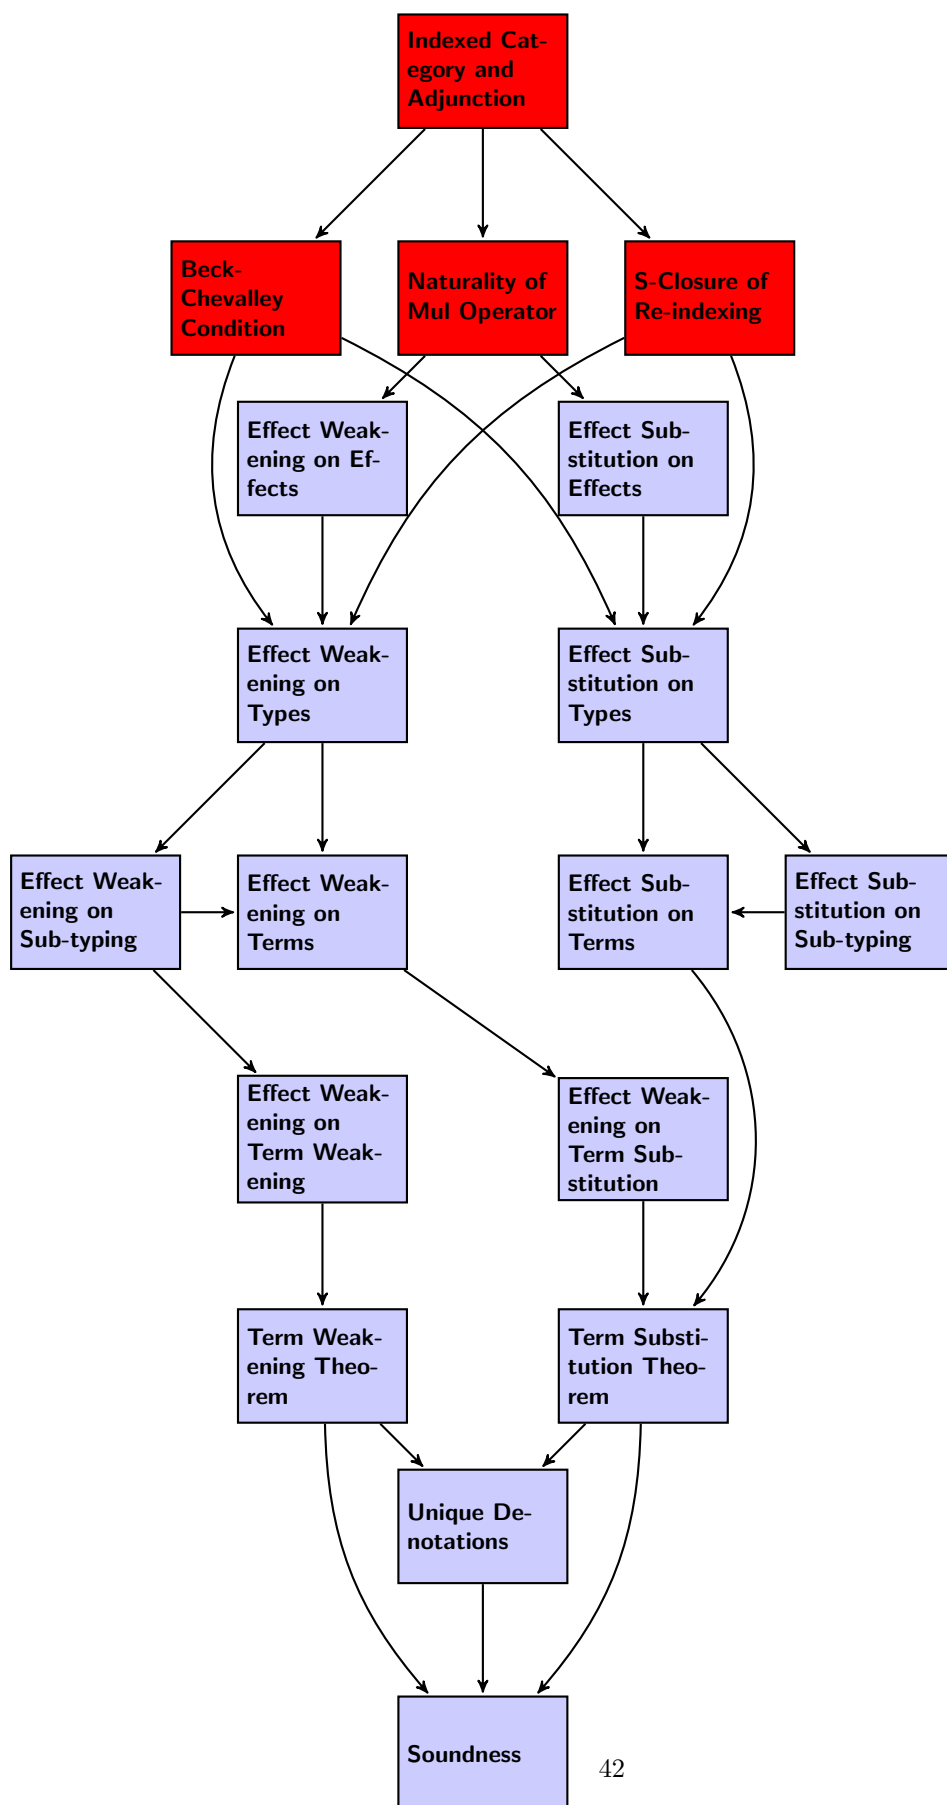 Indexed Cat-
egory and
Adjunction
Beck-
Chevalley
Condition
Naturality of
Mul Operator
S-Closure of
Re-indexing
Effect Weak-
ening on Ef-
fects
Effect Sub-
stitution on
Effects
Effect Weak-
ening on
Types
Effect Sub-
stitution on
Types
Effect Weak-
ening on
Sub-typing
Effect Weak-
ening on
Terms
Effect Sub-
stitution on
Terms
Effect Sub-
stitution on
Sub-typing
Effect Weak-
ening on
Term Weak-
ening
Effect Weak-
ening on
Term Sub-
stitution
Term Weak-
ening Theo-
rem
Term Substi-
tution Theo-
rem
Unique De-
notations
Soundness
42